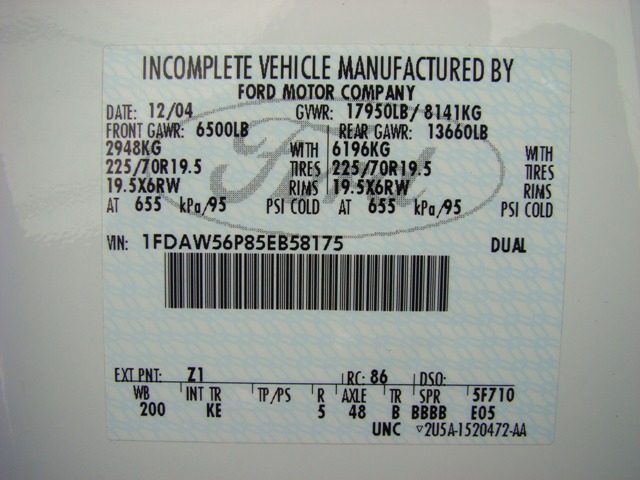 INCOMPLETE VEHICLE MANUFACTURED BY
FORD MOTOR COMPANY
DATE: 12/04 GVWR: 17950LB/ 8141KG
FRONT GAWR: 6500LB REAR GAWR: 13660LB
2948KG WITH 6196KG WITH
225/70R19.5 TIRES 225/70R19.5 TIRES
19.5X6RW RIMS 19.5X6RW RIMS
AT 655 kPa/95 PSI COLD AT 655 kPa/95 PSI COLD
Ford
VIN: 1FDAW56P85EB58175 DUAL
EXT PNT: Z1 RC: 86 DSO:
WB INT TR TP/PS R AXLE TR SPR 5F710
200 KE 5 48 B BBBB E05
UNC ▽2U5A-1520472-AA